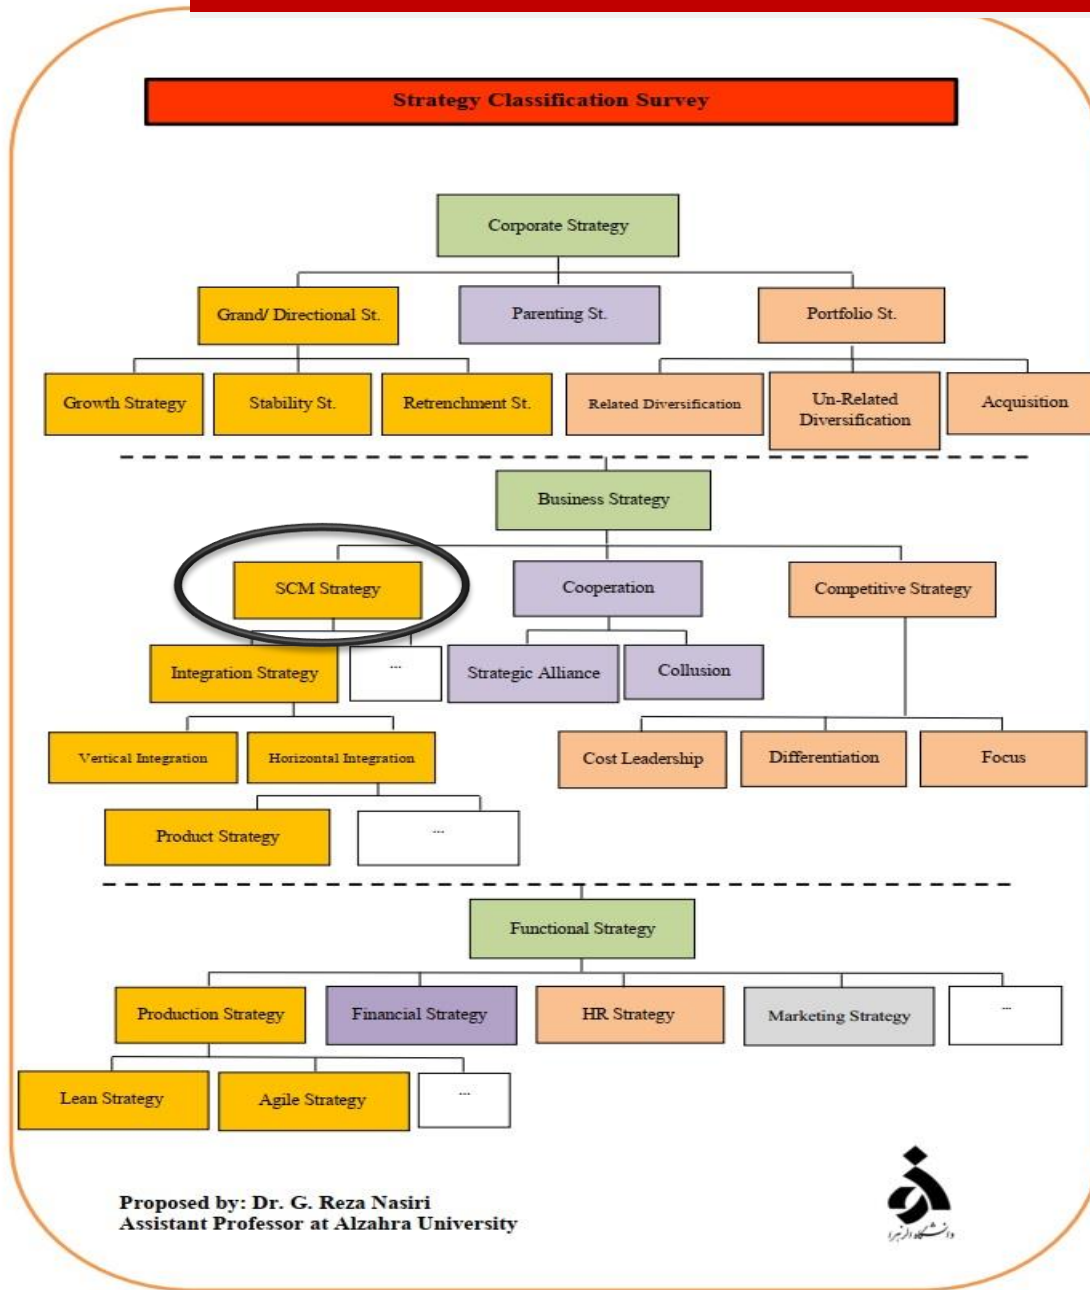 Strategy Classification Survey
Corporate Strategy
Grand/ Directional St.
Parenting St.
Portfolio St.
Growth Strategy
Stability St.
Retrenchment St.
Related Diversification
Un-Related
Diversification
Acquisition
Business Strategy
SCM Strategy
Cooperation
Competitive Strategy
Integration Strategy
...
Strategic Alliance
Collusion
Vertical Integration
Horizontal Integration
Cost Leadership
Differentiation
Focus
Product Strategy
...
Functional Strategy
Production Strategy
Financial Strategy
HR Strategy
Marketing Strategy
...
Lean Strategy
Agile Strategy
...
Proposed by: Dr. G. Reza Nasiri
Assistant Professor at Alzahra University
دانشگاه الزهرا